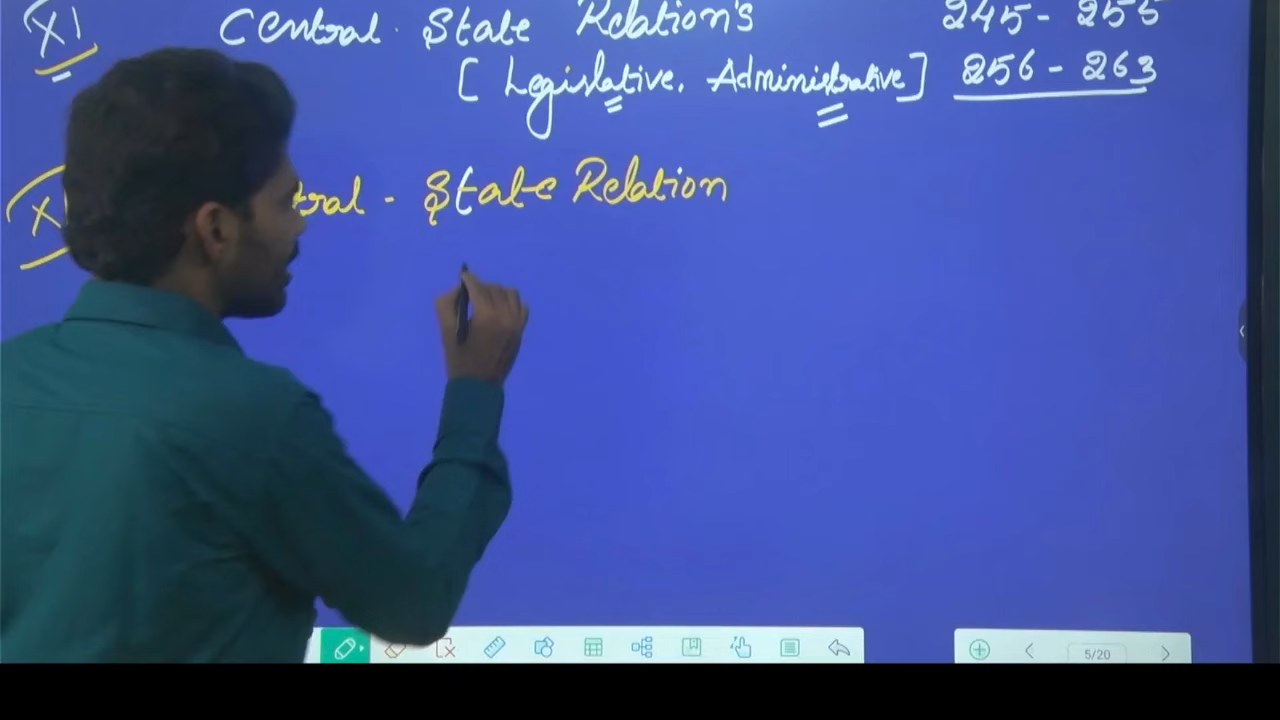 XI Central State Relation's 245 - 255
[Legislative, Administrative] 256 - 263
tral - State Relation
5/20